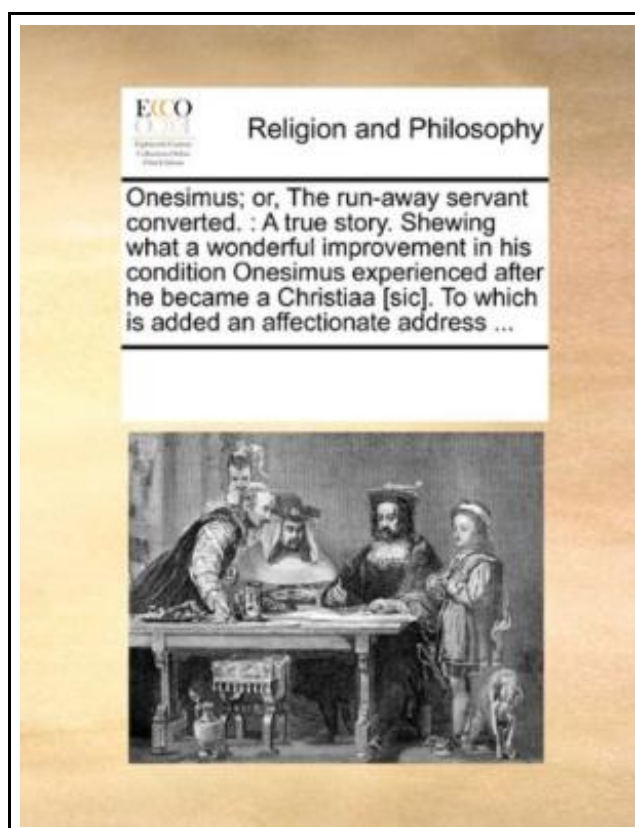 ECCO
Religion and Philosophy
Onesimus; or, The run-away servant
converted. : A true story. Shewing
what a wonderful improvement in his
condition Onesimus experienced after
he became a Christiaa [sic]. To which
is added an affectionate address ...